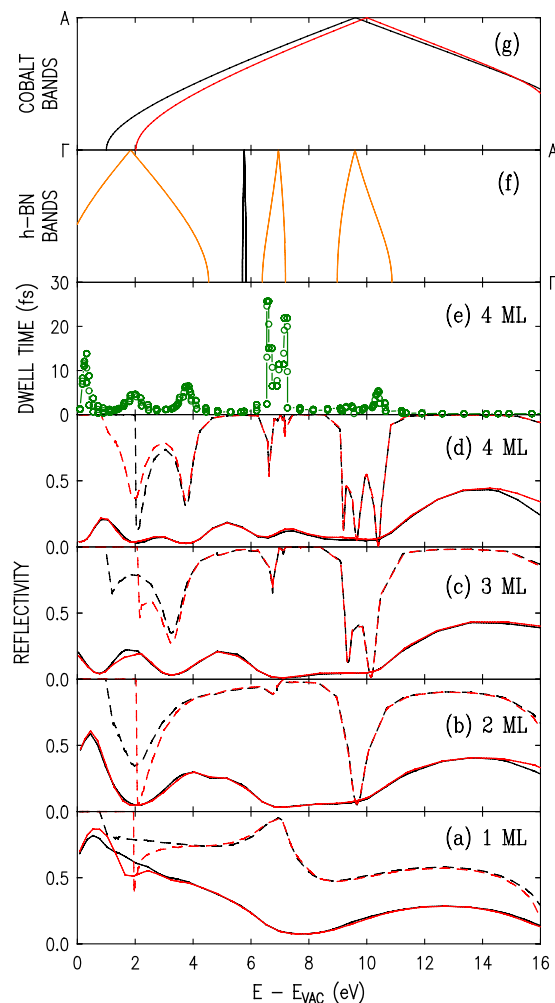 A
(g)
COBALT
BANDS
Γ
A
(f)
h−BN
BANDS
Γ
30
20
10
0
DWELL TIME (fs)
(e) 4 ML
(d) 4 ML
0.5
0.0
(c) 3 ML
0.5
0.0
REFLECTIVITY
(b) 2 ML
0.5
0.0
(a) 1 ML
0.5
0.0
0 2 4 6 8 10 12 14 16
E − EVAC (eV)